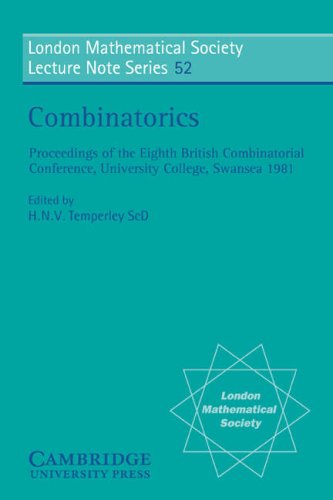 London Mathematical Society
Lecture Note Series 52
Combinatorics
Proceedings of the Eighth British Combinatorial
Conference, University College, Swansea 1981
Edited by
H.N.V. Temperley ScD
London
Mathematical
Society
CAMBRIDGE
UNIVERSITY PRESS